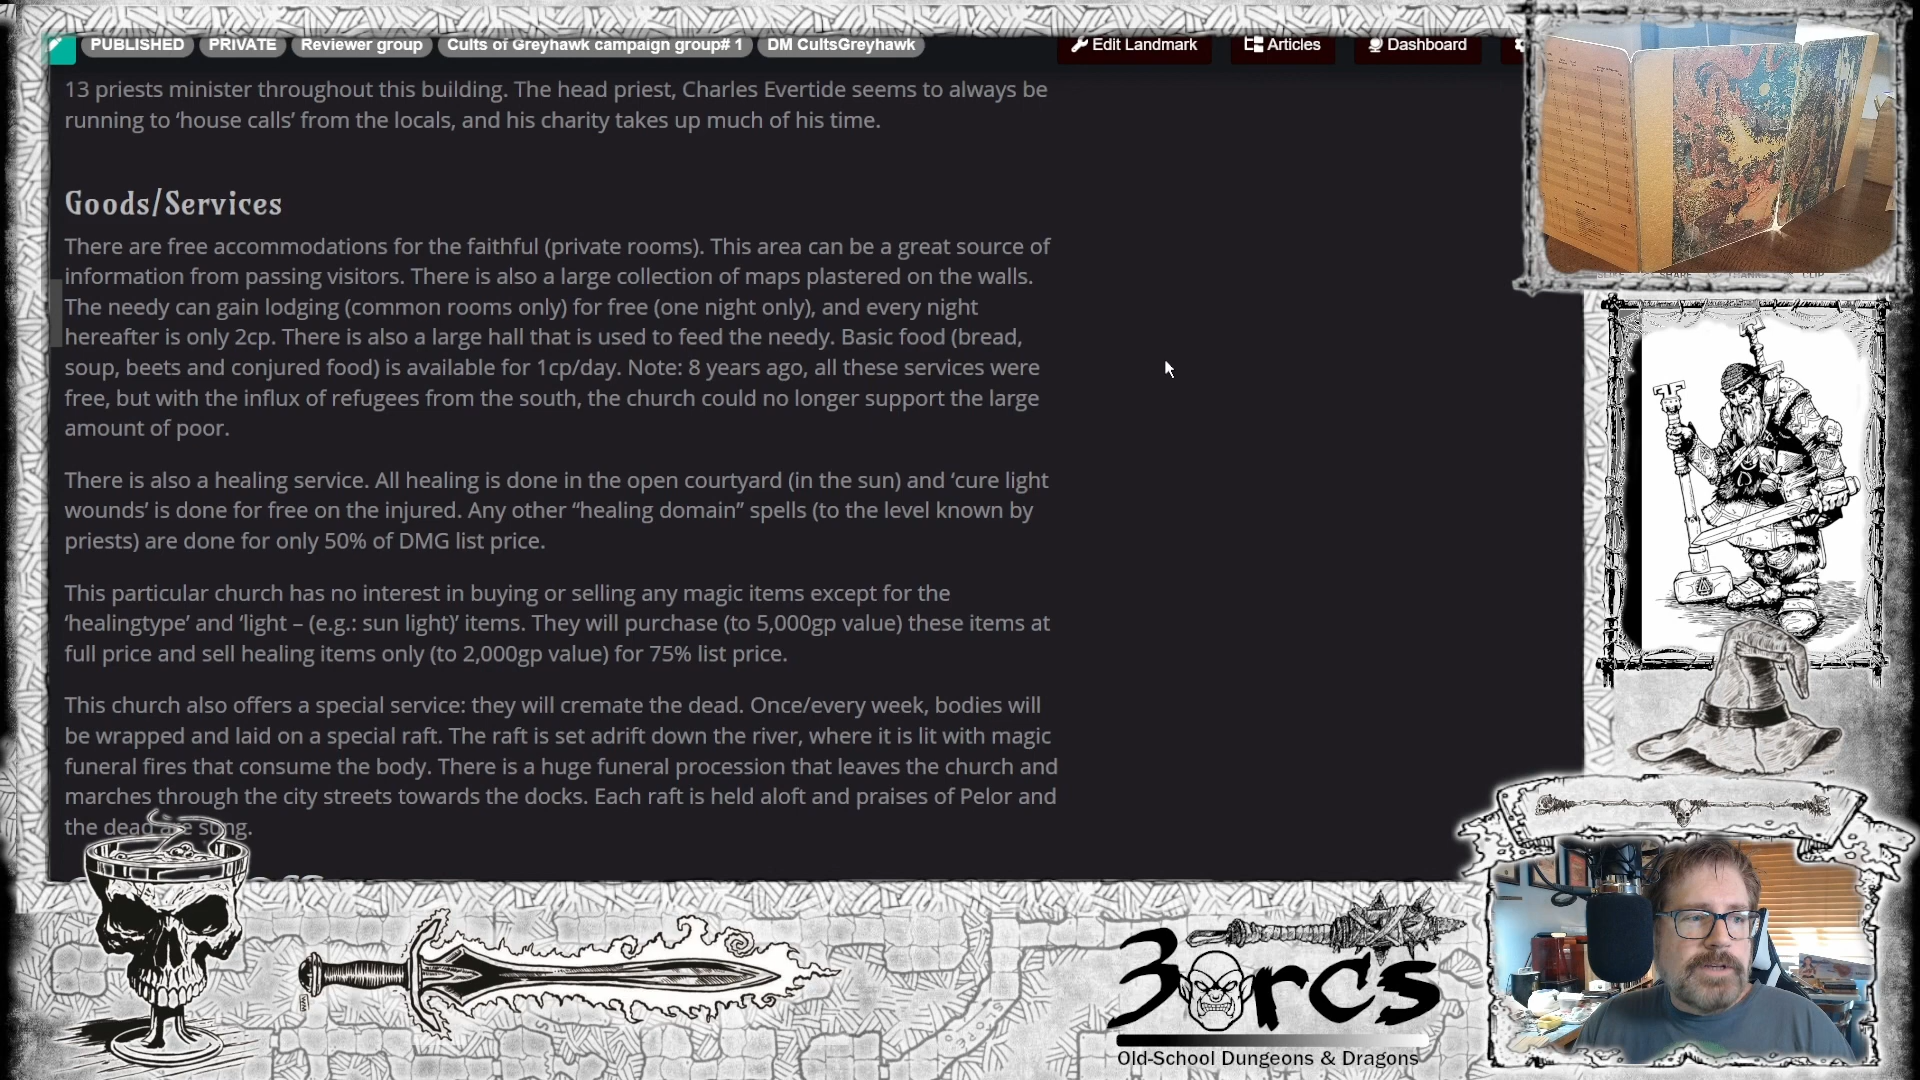 PUBLISHED PRIVATE Reviewer group Cults of Greyhawk campaign group# 1 DM CultsGreyhawk Edit Landmark Articles Dashboard
13 priests minister throughout this building. The head priest, Charles Evertide seems to always be
running to ‘house calls’ from the locals, and his charity takes up much of his time.
Goods/Services
There are free accommodations for the faithful (private rooms). This area can be a great source of
information from passing visitors. There is also a large collection of maps plastered on the walls.
The needy can gain lodging (common rooms only) for free (one night only), and every night
hereafter is only 2cp. There is also a large hall that is used to feed the needy. Basic food (bread,
soup, beets and conjured food) is available for 1cp/day. Note: 8 years ago, all these services were
free, but with the influx of refugees from the south, the church could no longer support the large
amount of poor.
There is also a healing service. All healing is done in the open courtyard (in the sun) and ‘cure light
wounds’ is done for free on the injured. Any other “healing domain” spells (to the level known by
priests) are done for only 50% of DMG list price.
This particular church has no interest in buying or selling any magic items except for the
‘healingtype’ and ‘light – (e.g.: sun light)’ items. They will purchase (to 5,000gp value) these items at
full price and sell healing items only (to 2,000gp value) for 75% list price.
This church also offers a special service: they will cremate the dead. Once/every week, bodies will
be wrapped and laid on a special raft. The raft is set adrift down the river, where it is lit with magic
funeral fires that consume the body. There is a huge funeral procession that leaves the church and
marches through the city streets towards the docks. Each raft is held aloft and praises of Pelor and
the dead are sung.
3 orcs
Old-School Dungeons & Dragons